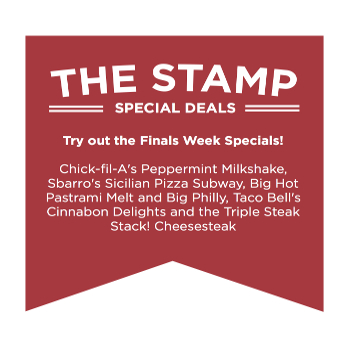 THE STAMP
SPECIAL DEALS
Try out the Finals Week Specials!
Chick-fil-A's Peppermint Milkshake,
Sbarro's Sicilian Pizza Subway, Big Hot
Pastrami Melt and Big Philly, Taco Bell's
Cinnabon Delights and the Triple Steak
Stack! Cheesesteak